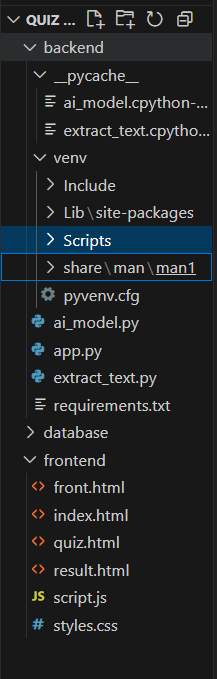 QUIZ ...
backend
__pycache__
ai_model.cpython-...
extract_text.cpytho...
venv
Include
Lib\site-packages
Scripts
share\man\man1
pyvenv.cfg
ai_model.py
app.py
extract_text.py
requirements.txt
database
frontend
front.html
index.html
quiz.html
result.html
JS script.js
# styles.css